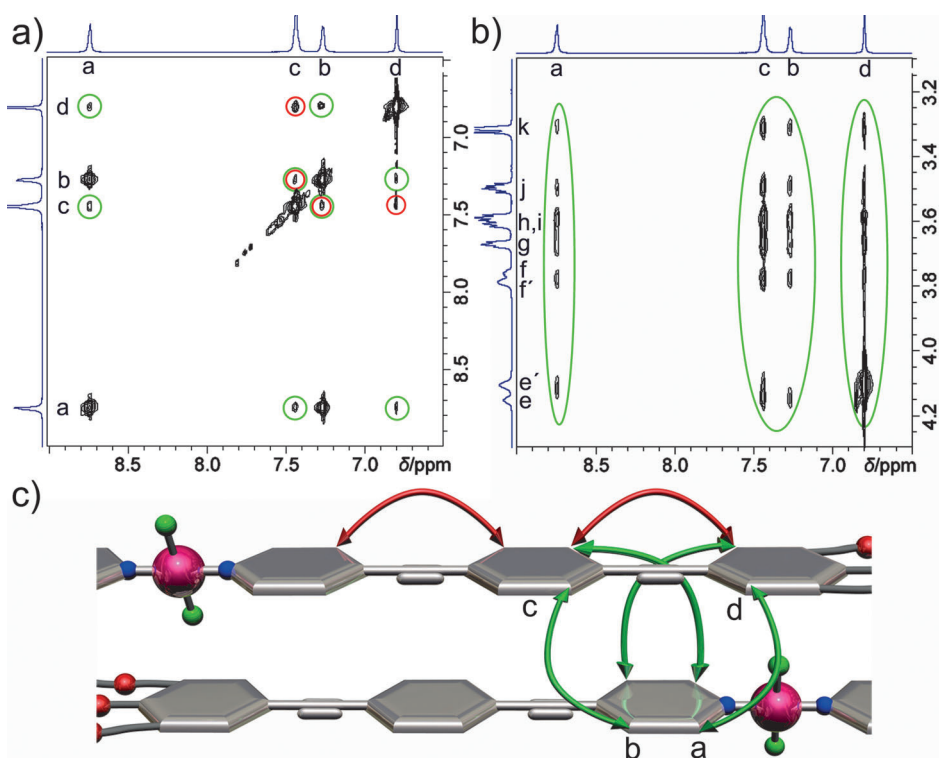 a)
a c b d
d
b
c
a
7.0
7.5
8.0
8.5
8.5 8.0 7.5 7.0 δ/ppm
b)
a c b d
k
j
h,i
g
f
f´
e´
e
3.2
3.4
3.6
3.8
4.0
4.2
8.5 8.0 7.5 7.0 δ/ppm
c)
c d
b a